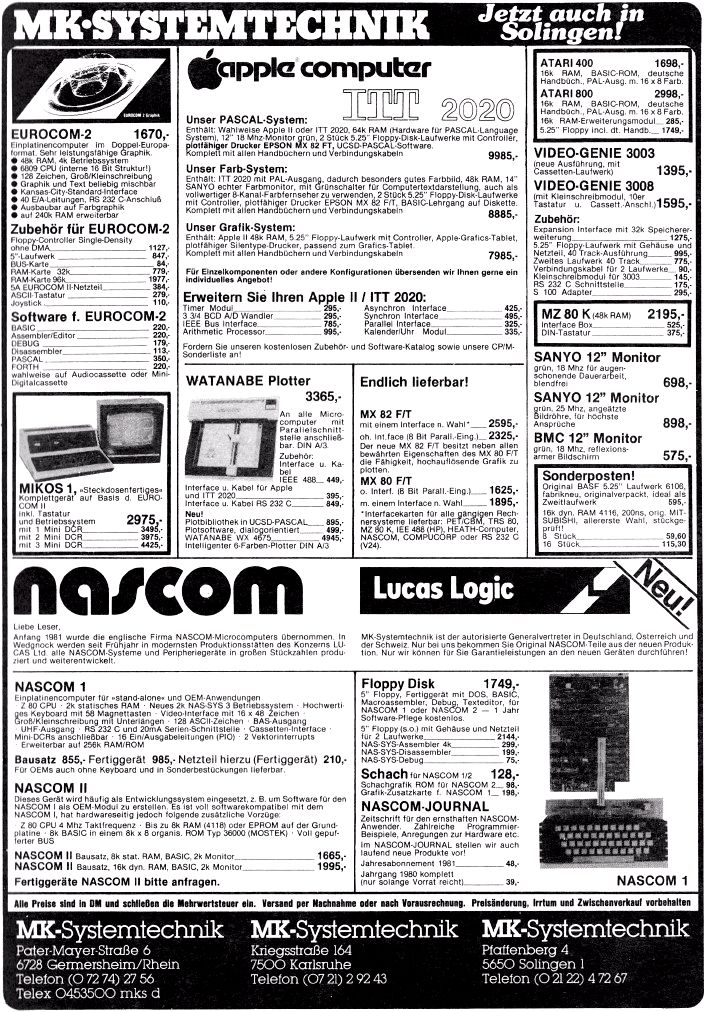 MK-SYSTEMTECHNIK
Jetzt auch in
Solingen!
EUROCOM-2 Graphik
EUROCOM-2 1670,-
Einplatinencomputer im Doppel-Europa-
format. Sehr leistungsfähige Graphik.
● 48k RAM, 4k Betriebssystem
● 6809 CPU (interne 16 Bit Struktur!)
● 128 Zeichen, Groß/Kleinschreibung
● Graphik und Text beliebig mischbar
● Kansas-City-Standard-Interface
● 40 E/A-Leitungen, RS 232 C-Anschluß
● Ausbaubar auf Farbgraphik
● auf 240k RAM erweiterbar
Zubehör für EUROCOM-2
Floppy-Controller Single-Density
ohne DMA 1127,-
5"-Laufwerk 847,-
BUS-Karte 84,-
RAM-Karte 32k 779,-
RAM-Karte 96k 1977,-
5A EUROCOM II-Netzteil 384,-
ASCII-Tastatur 279,-
Joystick 110,-
Software f. EUROCOM-2
BASIC 220,-
Assembler/Editor 220,-
DEBUG 179,-
Disassembler 113,-
PASCAL 350,-
FORTH 220,-
wahlweise auf Audiocassette oder Mini-
Digitalcassette
MIKOS 1, »Steckdosenfertiges«
Komplettgerät auf Basis d. EURO-
COM II
inkl. Tastatur
und Betriebssystem 2975,-
mit 1 Mini DCR 3495,-
mit 2 Mini DCR 3975,-
mit 3 Mini DCR 4425,-
apple computer
ITT 2020
Unser PASCAL-System:
Enthält: Wahlweise Apple II oder ITT 2020, 64k RAM (Hardware für PASCAL-Language
System), 12" 18 Mhz-Monitor grün, 2 Stück 5.25" Floppy-Disk-Laufwerke mit Controller,
plotfähiger Drucker EPSON MX 82 FT, UCSD-PASCAL-Software.
Komplett mit allen Handbüchern und Verbindungskabeln 9985,-
Unser Farb-System:
Enthält: ITT 2020 mit PAL-Ausgang, dadurch besonders gutes Farbbild, 48k RAM, 14"
SANYO echter Farbmonitor, mit Grünschalter für Computertextdarstellung, auch als
vollwertiger 8-Kanal-Farbfernseher zu verwenden, 2 Stück 5.25" Floppy-Disk-Laufwerke
mit Controller, plotfähiger Drucker EPSON MX 82 F/T, BASIC-Lehrgang auf Diskette.
Komplett mit allen Handbüchern und Verbindungskabeln 8885,-
Unser Grafik-System:
Enthält: Apple II 48k RAM, 5.25" Floppy-Laufwerk mit Controller, Apple-Grafics-Tablet,
plotfähiger Silentype-Drucker, passend zum Grafics-Tablet.
Komplett mit allen Handbüchern und Verbindungskabeln 7985,-
Für Einzelkomponenten oder andere Konfigurationen übersenden wir Ihnen gerne ein
individuelles Angebot!
Erweitern Sie Ihren Apple II / ITT 2020:
Timer Modul 295,- Asynchron Interface 425,-
3 3/4 BCD A/D Wandler 295,- Synchron Interface 495,-
IEEE Bus Interface 785,- Parallel Interface 325,-
Arithmetic Processor 995,- Kalender/Uhr Modul 335,-
Fordern Sie unseren kostenlosen Zubehör- und Software-Katalog sowie unsere CP/M-
Sonderliste an!
WATANABE Plotter
3365,-
An alle Micro-
computer mit
Parallelschnitt-
stelle anschließ-
bar. DIN A/3.
Zubehör:
Interface u. Ka-
bel
IEEE 488 449,-
Interface u. Kabel für Apple
und ITT 2020 395,-
Interface u. Kabel RS 232 C 849,-
Neu!
Plotbibliothek in UCSD-PASCAL 895,-
Plotsoftware, dialogorientiert 499,-
WATANABE WX 4675 4945,-
Intelligenter 6-Farben-Plotter DIN A/3
Endlich lieferbar!
MX 82 F/T
mit einem Interface n. Wahl* 2595,-
oh. Int.face (8 Bit Parall.-Eing.) 2325,-
Der neue MX 82 F/T besitzt neben allen
bewährten Eigenschaften des MX 80 F/T
die Fähigkeit, hochauflösende Grafik zu
plotten.
MX 80 F/T
o. Interf. (8 Bit Parall.-Eing.) 1625,-
m. einem Interface n. Wahl 1895,-
*Interfacekarten für alle gängigen Rech-
nersysteme lieferbar: PET/CBM, TRS 80,
MZ 80 K, IEE 488 (HP), HEATH-Computer,
NASCOM, COMPUCORP oder RS 232 C
(V24).
ATARI 400 1698,-
16k RAM, BASIC-ROM, deutsche
Handbüch., PAL-Ausg. m. 16 x 8 Farb.
ATARI 800 2998,-
16k RAM, BASIC-ROM, deutsche
Handbüch., PAL-Ausg. m. 16 x 8 Farb.
16k RAM-Erweiterungsmodul 285,-
5.25" Floppy incl. dt. Handb. 1749,-
VIDEO-GENIE 3003
(neue Ausführung, mit
Cassetten-Laufwerk) 1395,-
VIDEO-GENIE 3008
(mit Kleinschreibmodul, 10er
Tastatur u. Cassett.-Anschl.) 1595,-
Zubehör:
Expansion Interface mit 32k Speicherer-
weiterung 1275,-
5.25" Floppy-Laufwerk mit Gehäuse und
Netzteil, 40 Track-Ausführung 995,-
Zweites Laufwerk 40 Track 775,-
Verbindungskabel für 2 Laufwerke 90,-
Kleinschreibmodul für 3003 145,-
RS 232 C Schnittstelle 175,-
S 100 Adapter 295,-
MZ 80 K (48k RAM) 2195,-
Interface Box 525,-
DIN-Tastatur 375,-
SANYO 12" Monitor
grün, 18 Mhz für augen-
schonende Dauerarbeit,
blendfrei 698,-
SANYO 12" Monitor
grün, 25 Mhz, angeätzte
Bildröhre, für höchste
Ansprüche 898,-
BMC 12" Monitor
grün, 18 Mhz, reflexions-
armer Bildschirm 575,-
Sonderposten!
Original BASF 5.25" Laufwerk 6106,
fabrikneu, originalverpackt, ideal als
Zweitlaufwerk 595,-
16k dyn. RAM 4116, 200ns, orig. MIT-
SUBISHI, allererste Wahl, stückge-
prüft!
8 Stück 59,60
16 Stück 115,30
nascom
Lucas Logic
Neu!
Liebe Leser,
Anfang 1981 wurde die englische Firma NASCOM-Microcomputers übernommen. In
Wedgnock werden seit Frühjahr in modernsten Produktionsstätten des Konzerns LU-
CAS Ltd. alle NASCOM-Systeme und Peripheriegeräte in großen Stückzahlen produ-
ziert und weiterentwickelt.
MK-Systemtechnik ist der autorisierte Generalvertreter in Deutschland, Österreich und
der Schweiz. Nur bei uns bekommen Sie Original NASCOM-Teile aus der neuen Produk-
tion. Nur wir können für Sie Garantieleistungen an den neuen Geräten durchführen!
NASCOM 1
Einplatinencomputer für »stand-alone« und OEM-Anwendungen
· Z 80 CPU · 2k statisches RAM · Neues 2k NAS-SYS 3 Betriebssystem · Hochwerti-
ges Keyboard mit 58 Magnettasten · Video-Interface mit 16 x 48 Zeichen ·
Groß/Kleinschreibung mit Unterlängen · 128 ASCII-Zeichen · BAS-Ausgang
· UHF-Ausgang · RS 232 C und 20mA Serien-Schnittstelle · Cassetten-Interface ·
Mini-DCRs anschließbar · 16 Ein/Ausgabeleitungen (PIO) · 2 Vektorinterrupts
· Erweiterbar auf 256k RAM/ROM
Bausatz 855,- Fertiggerät 985,- Netzteil hierzu (Fertiggerät) 210,-
Für OEMs auch ohne Keyboard und in Sonderbestückungen lieferbar.
NASCOM II
Dieses Gerät wird häufig als Entwicklungssystem eingesetzt, z. B. um Software für den
NASCOM I als OEM-Modul zu erstellen. Es ist voll softwarekompatibel mit dem
NASCOM I, hat hardwareseitig jedoch folgende zusätzliche Vorzüge:
· Z 80 CPU 4 Mhz Taktfrequenz · Bis zu 8k RAM (4118) oder EPROM auf der Grund-
platine · 8k BASIC in einem 8k x 8 organis. ROM Typ 36000 (MOSTEK) · Voll gepuf-
ferter BUS
NASCOM II Bausatz, 8k stat. RAM, BASIC, 2k Monitor 1665,-
NASCOM II Bausatz, 16k dyn. RAM, BASIC, 2k Monitor 1995,-
Fertiggeräte NASCOM II bitte anfragen.
Floppy Disk 1749,-
5" Floppy, Fertiggerät mit DOS, BASIC,
Macroassembler, Debug, Texteditor, für
NASCOM 1 oder NASCOM 2 — 1 Jahr
Software-Pflege kostenlos.
5" Floppy (s.o.) mit Gehäuse und Netzteil
für 2 Laufwerke 2144,-
NAS-SYS-Assembler 4k 299,-
NAS-SYS-Disassembler 199,-
NAS-SYS-Debug 75,-
Schach für NASCOM 1/2 128,-
Schachgrafik ROM für NASCOM 2 98,-
Grafik-Zusatzkarte f. NASCOM 1 198,-
NASCOM-JOURNAL
Zeitschrift für den ernsthaften NASCOM-
Anwender. Zahlreiche Programmier-
Beispiele, Anregungen zur Hardware etc.
Im NASCOM-JOURNAL stellen wir auch
laufend neue Produkte vor!
Jahresabonnement 1981 48,-
Jahrgang 1980 komplett
(nur solange Vorrat reicht) 39,-
NASCOM 1
Alle Preise sind in DM und schließen die Mehrwertsteuer ein. Versand per Nachnahme oder nach Vorausrechnung. Preisänderung, Irrtum und Zwischenverkauf vorbehalten
MK-Systemtechnik
Pater-Mayer-Straße 6
6728 Germersheim/Rhein
Telefon (0 72 74) 27 56
Telex 0453500 mks d
MK-Systemtechnik
Kriegsstraße 164
7500 Karlsruhe
Telefon (07 21) 2 92 43
MK-Systemtechnik
Pfaffenberg 4
5650 Solingen 1
Telefon (0 21 22) 4 72 67